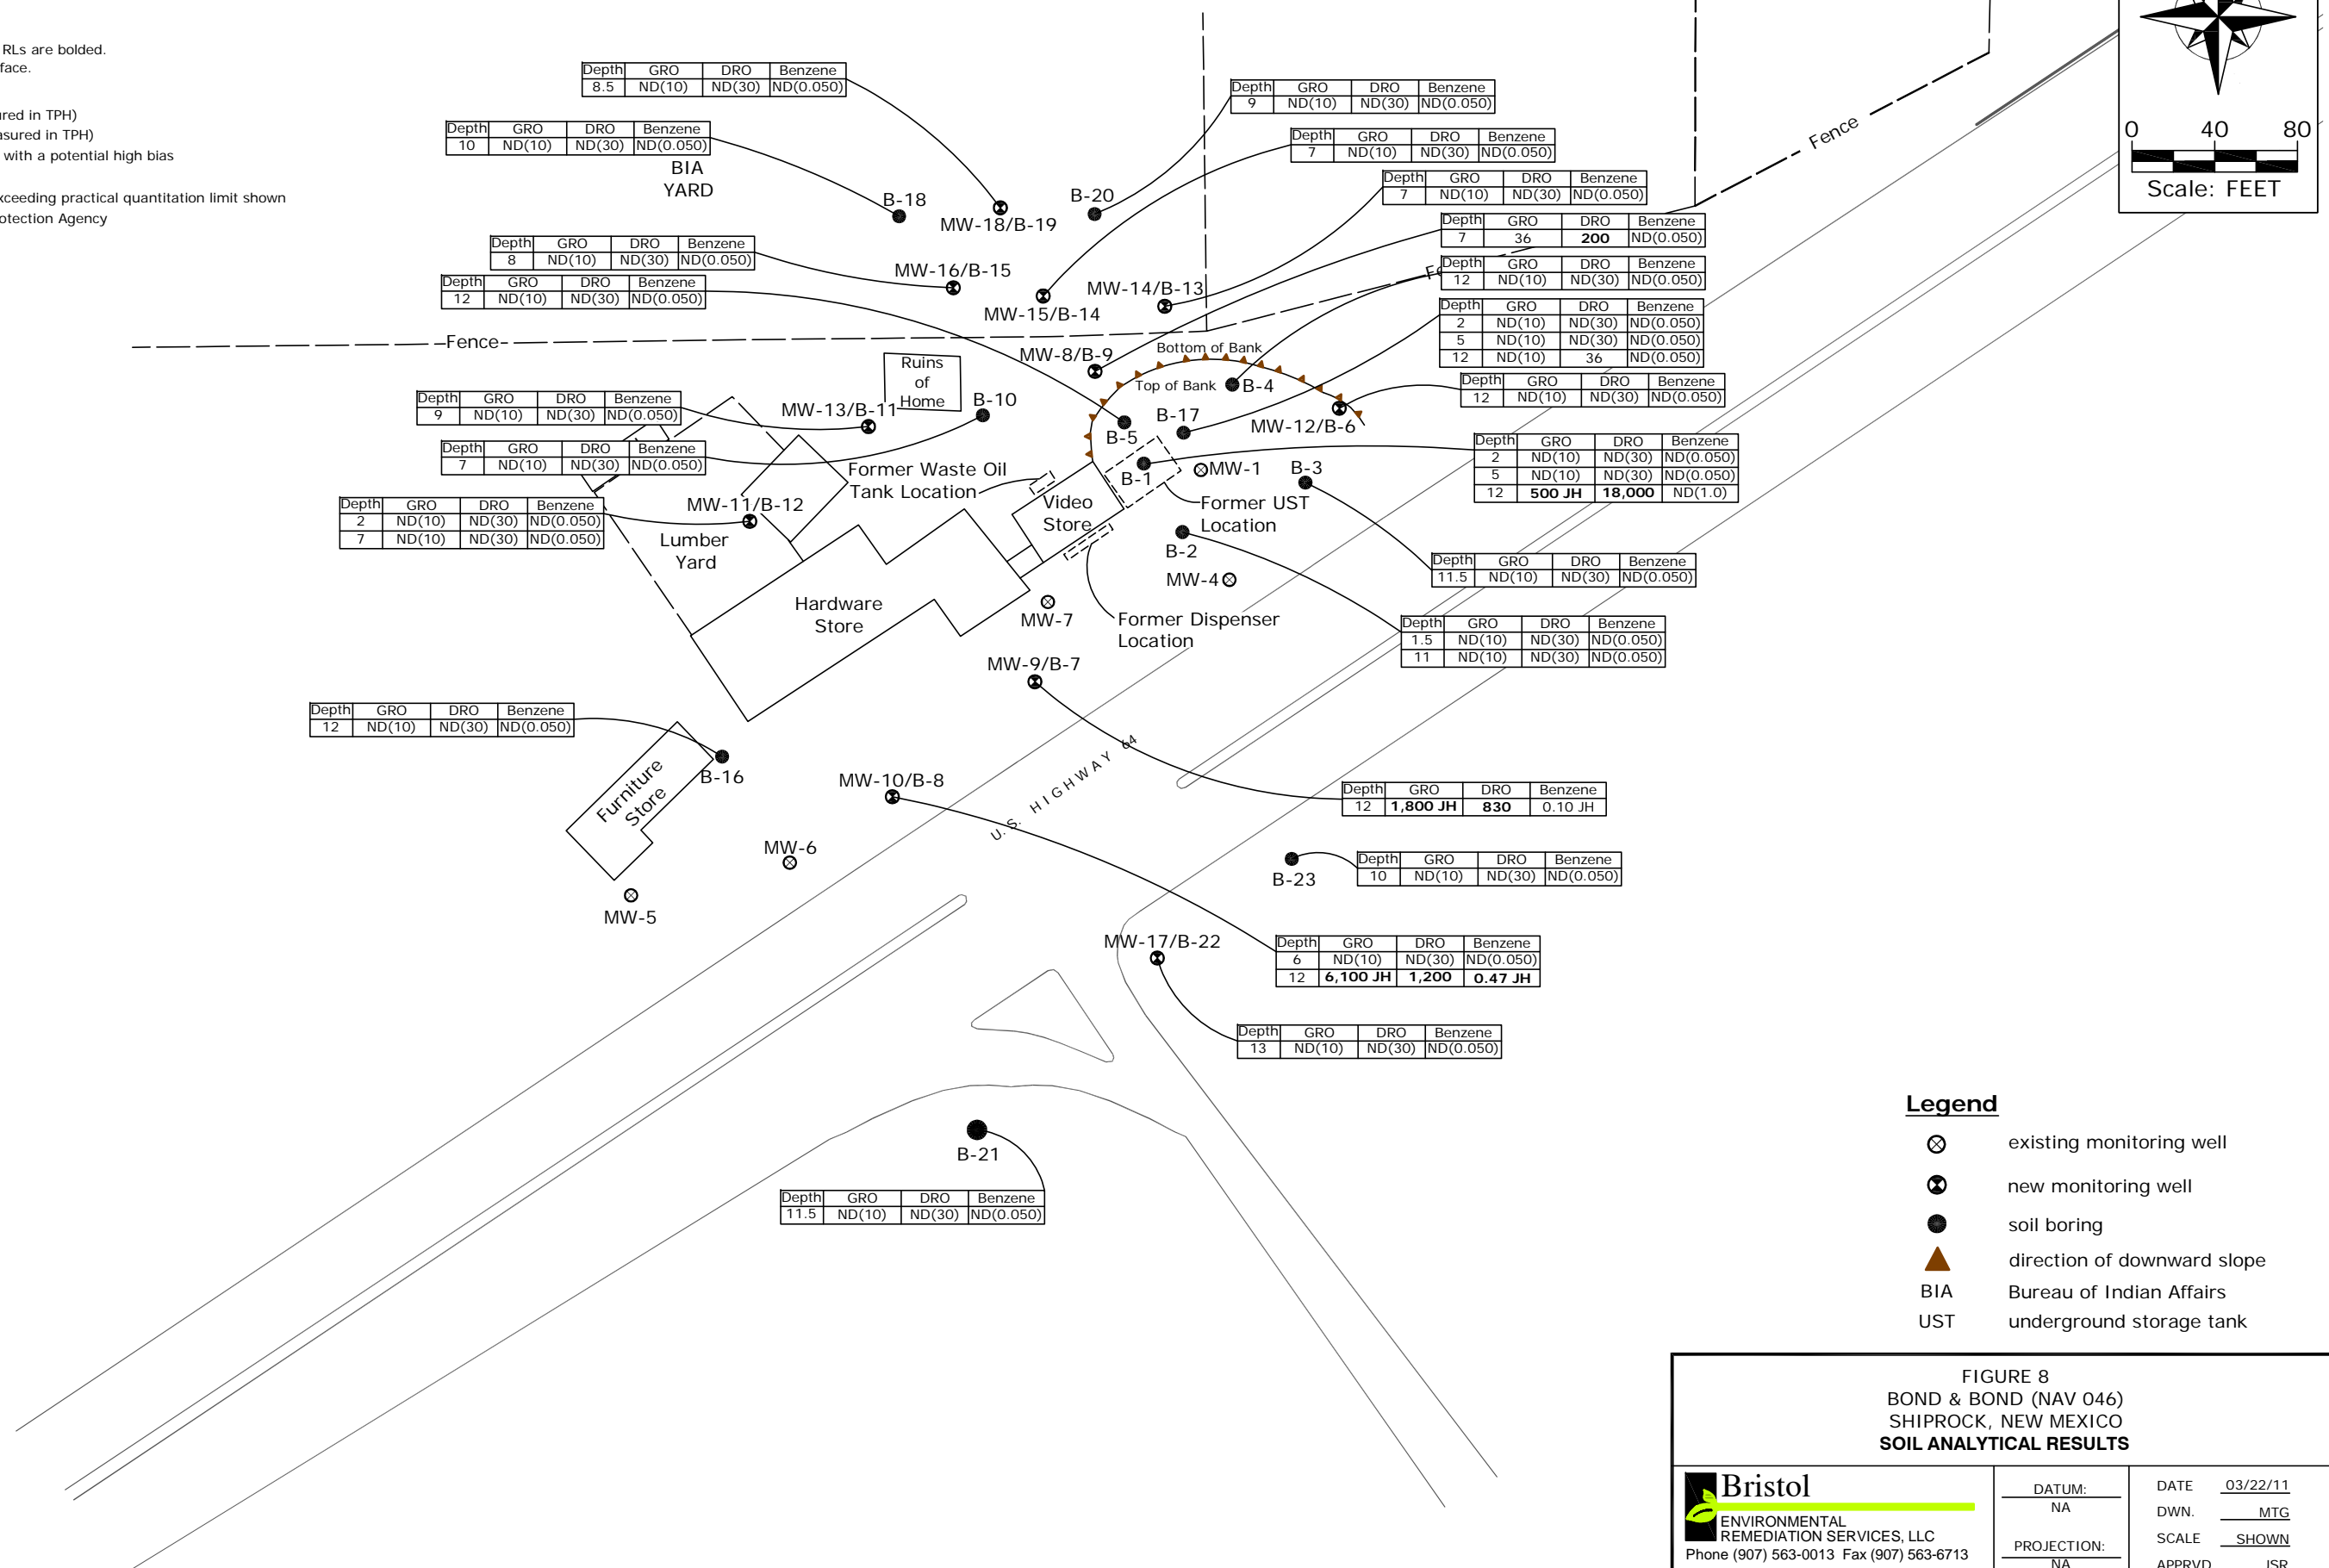 RLs are bolded.
face.
red in TPH)
asured in TPH)
with a potential high bias
xceeding practical quantitation limit shown
otection Agency
Depth GRO DRO Benzene
8.5 ND(10) ND(30) ND(0.050)
Depth GRO DRO Benzene
9 ND(10) ND(30) ND(0.050)
Depth GRO DRO Benzene
10 ND(10) ND(30) ND(0.050)
Depth GRO DRO Benzene
7 ND(10) ND(30) ND(0.050)
Fence
0 40 80
Scale: FEET
BIA
YARD
Depth GRO DRO Benzene
7 ND(10) ND(30) ND(0.050)
B-18
MW-18/B-19
B-20
Depth GRO DRO Benzene
7 36 200 ND(0.050)
Depth GRO DRO Benzene
8 ND(10) ND(30) ND(0.050)
MW-16/B-15
MW-15/B-14
MW-14/B-13
Depth GRO DRO Benzene
12 ND(10) ND(30) ND(0.050)
Depth GRO DRO Benzene
12 ND(10) ND(30) ND(0.050)
Depth GRO DRO Benzene
2 ND(10) ND(30) ND(0.050)
5 ND(10) ND(30) ND(0.050)
12 ND(10) 36 ND(0.050)
Fence
Ruins
of
Home
MW-8/B-9
Bottom of Bank
Top of Bank
B-4
Depth GRO DRO Benzene
12 ND(10) ND(30) ND(0.050)
Depth GRO DRO Benzene
9 ND(10) ND(30) ND(0.050)
MW-13/B-11
B-10
B-5
B-17
MW-12/B-6
Depth GRO DRO Benzene
7 ND(10) ND(30) ND(0.050)
Former Waste Oil
Tank Location
B-1
MW-1
B-3
Depth GRO DRO Benzene
2 ND(10) ND(30) ND(0.050)
5 ND(10) ND(30) ND(0.050)
12 500 JH 18,000 ND(1.0)
Depth GRO DRO Benzene
2 ND(10) ND(30) ND(0.050)
7 ND(10) ND(30) ND(0.050)
MW-11/B-12
Lumber
Yard
Video
Store
Former UST
Location
B-2
MW-4
Depth GRO DRO Benzene
11.5 ND(10) ND(30) ND(0.050)
Hardware
Store
MW-7
Former Dispenser
Location
Depth GRO DRO Benzene
1.5 ND(10) ND(30) ND(0.050)
11 ND(10) ND(30) ND(0.050)
MW-9/B-7
Depth GRO DRO Benzene
12 ND(10) ND(30) ND(0.050)
B-16
Furniture
Store
MW-10/B-8
U.S. HIGHWAY 64
Depth GRO DRO Benzene
12 1,800 JH 830 0.10 JH
MW-6
MW-5
B-23
Depth GRO DRO Benzene
10 ND(10) ND(30) ND(0.050)
MW-17/B-22
Depth GRO DRO Benzene
6 ND(10) ND(30) ND(0.050)
12 6,100 JH 1,200 0.47 JH
Depth GRO DRO Benzene
13 ND(10) ND(30) ND(0.050)
B-21
Depth GRO DRO Benzene
11.5 ND(10) ND(30) ND(0.050)
Legend
existing monitoring well
new monitoring well
soil boring
direction of downward slope
BIA Bureau of Indian Affairs
UST underground storage tank
FIGURE 8
BOND & BOND (NAV 046)
SHIPROCK, NEW MEXICO
SOIL ANALYTICAL RESULTS
Bristol
ENVIRONMENTAL
REMEDIATION SERVICES, LLC
Phone (907) 563-0013 Fax (907) 563-6713
DATUM:
NA
PROJECTION:
NA
DATE 03/22/11
DWN. MTG
SCALE SHOWN
APPRVD. JSR